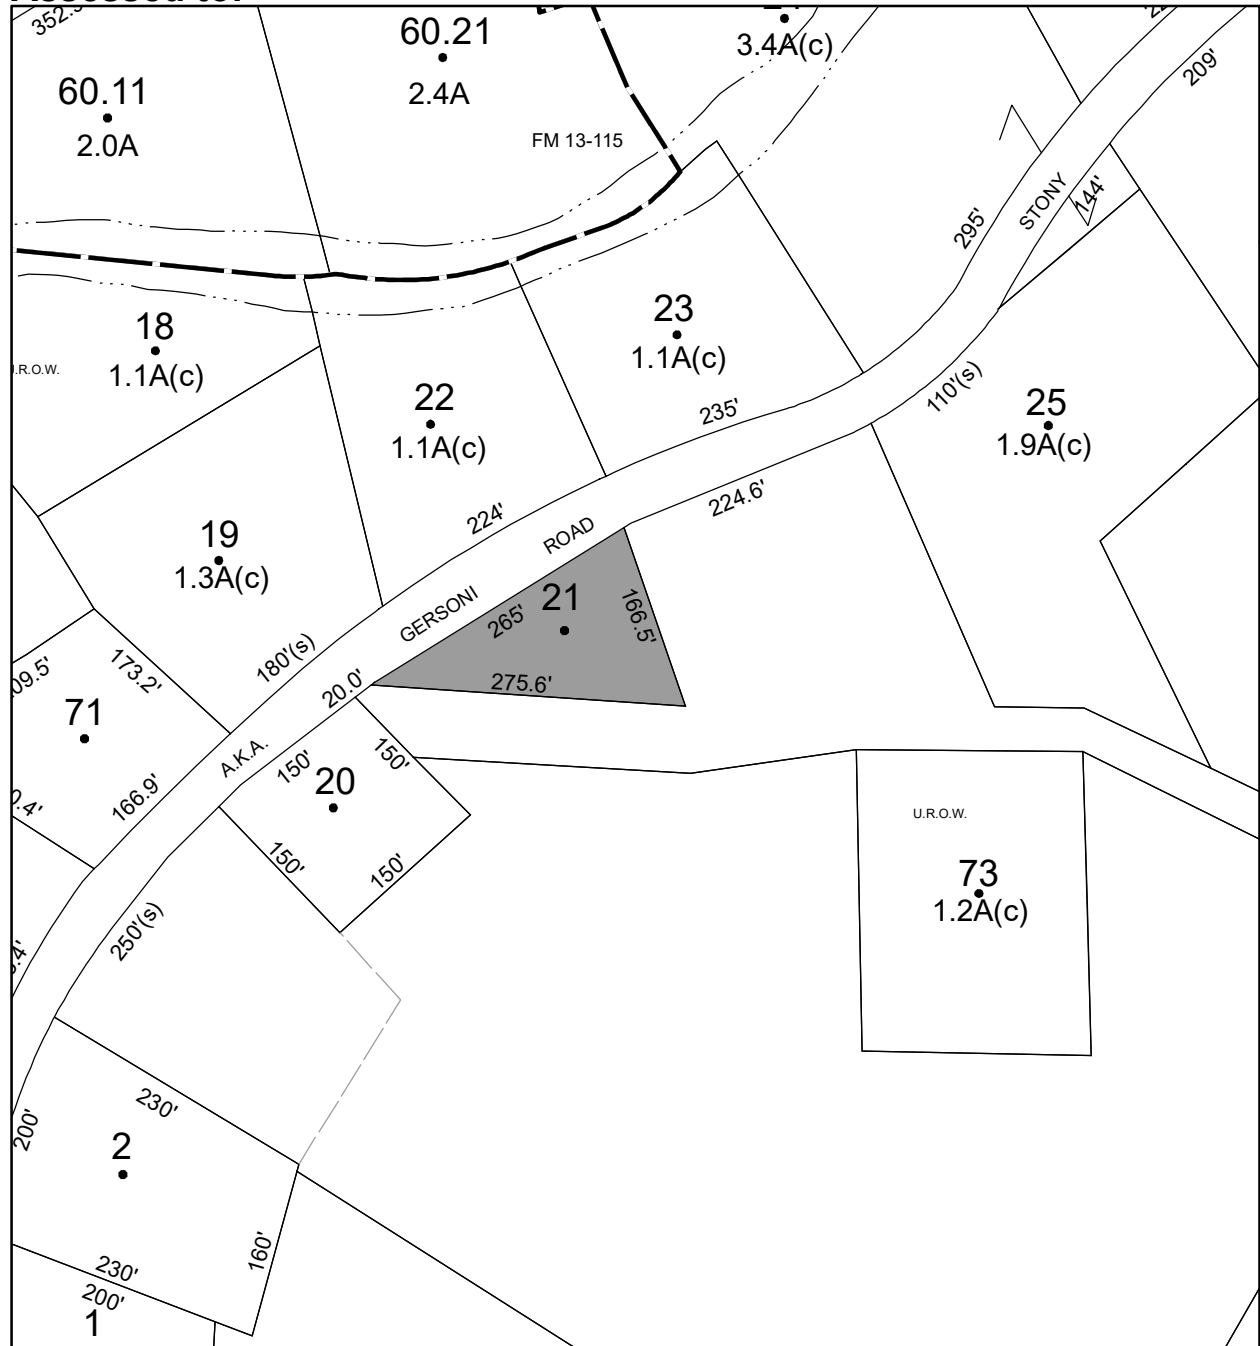 60.21
2.4A
3.4A(c)
209'
60.11
2.0A
FM 13-115
144'
STONY
295'
18
1.1A(c)
23
1.1A(c)
235'
110'(s)
25
1.9A(c)
22
1.1A(c)
224'
224.6'
ROAD
19
1.3A(c)
GERSONI
265'
21
166.5'
275.6'
180'(s)
20.0'
173.2'
71
A.K.A.
150'
150'
20
150'
150'
166.9'
U.R.O.W.
73
1.2A(c)
250'(s)
230'
200'
2
160'
230'
200'
1